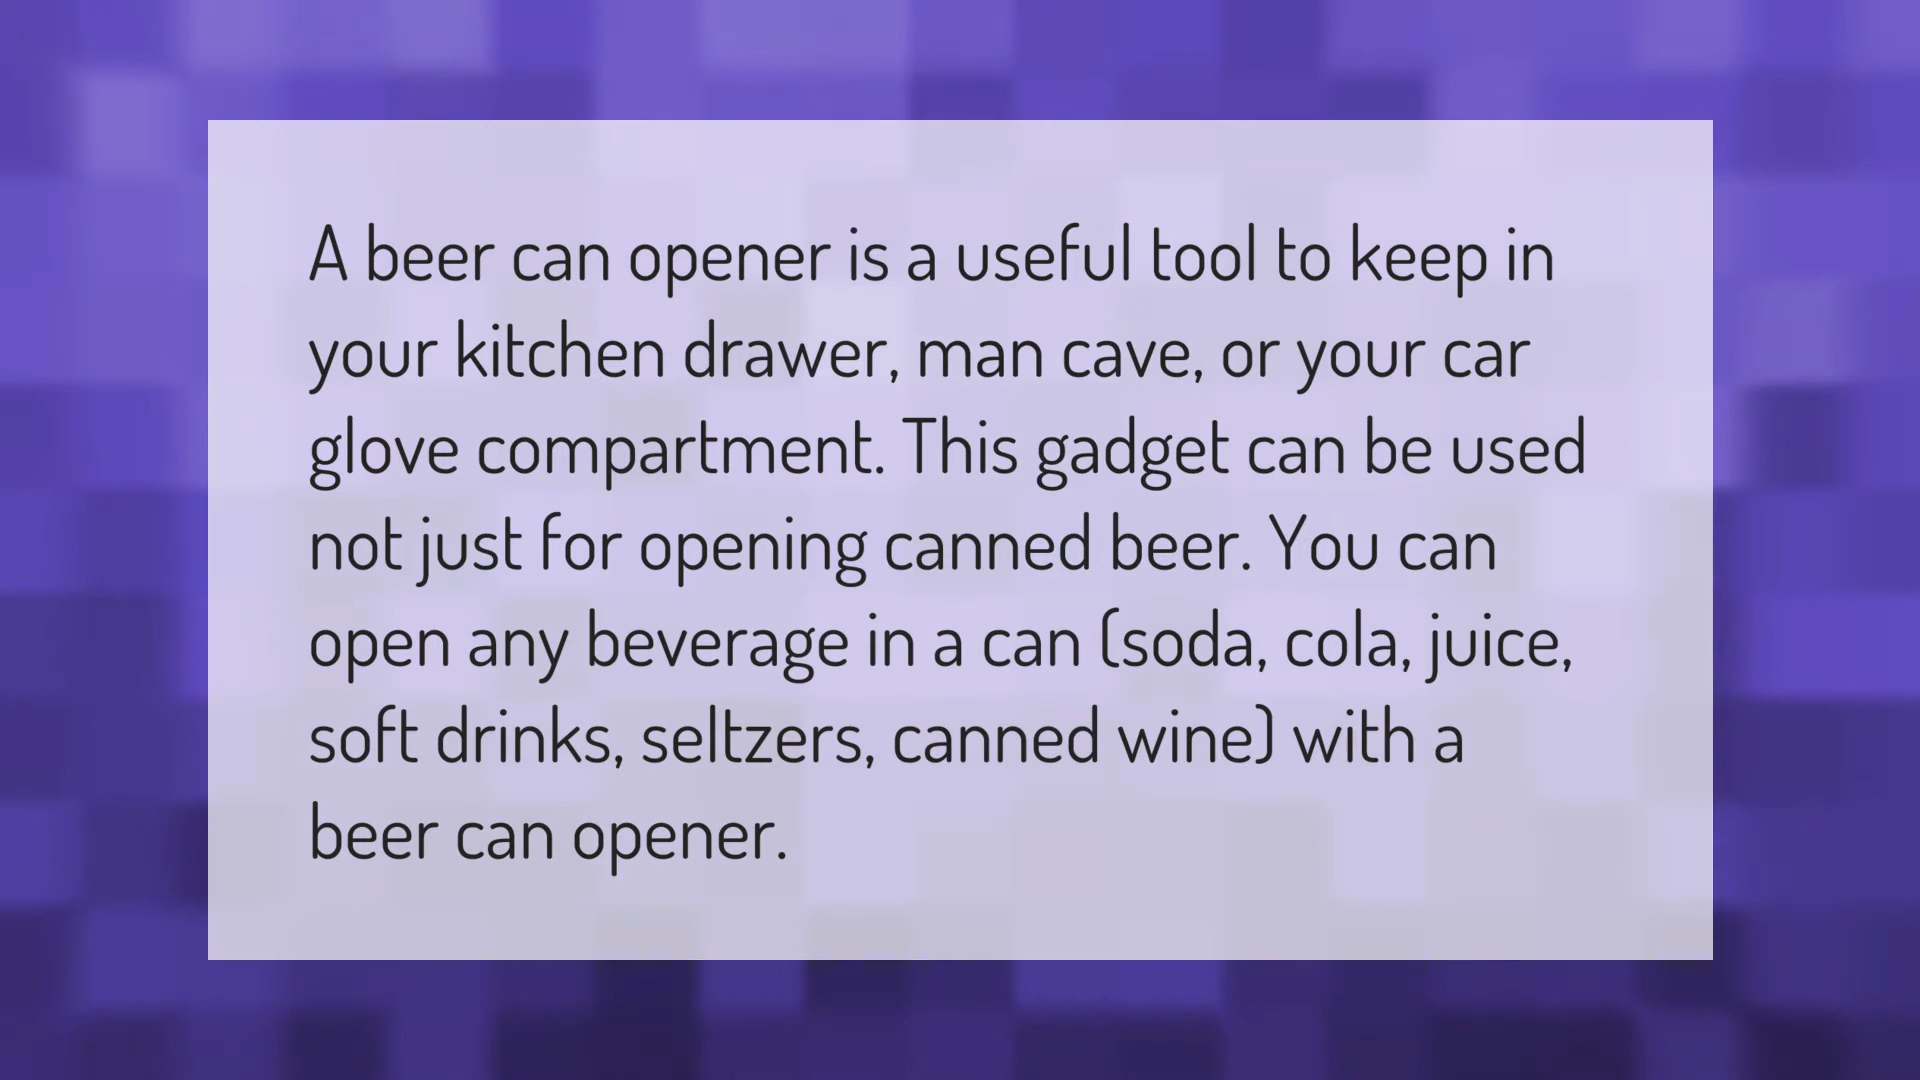 A beer can opener is a useful tool to keep in
your kitchen drawer, man cave, or your car
glove compartment. This gadget can be used
not just for opening canned beer. You can
open any beverage in a can (soda, cola, juice,
soft drinks, seltzers, canned wine) with a
beer can opener.